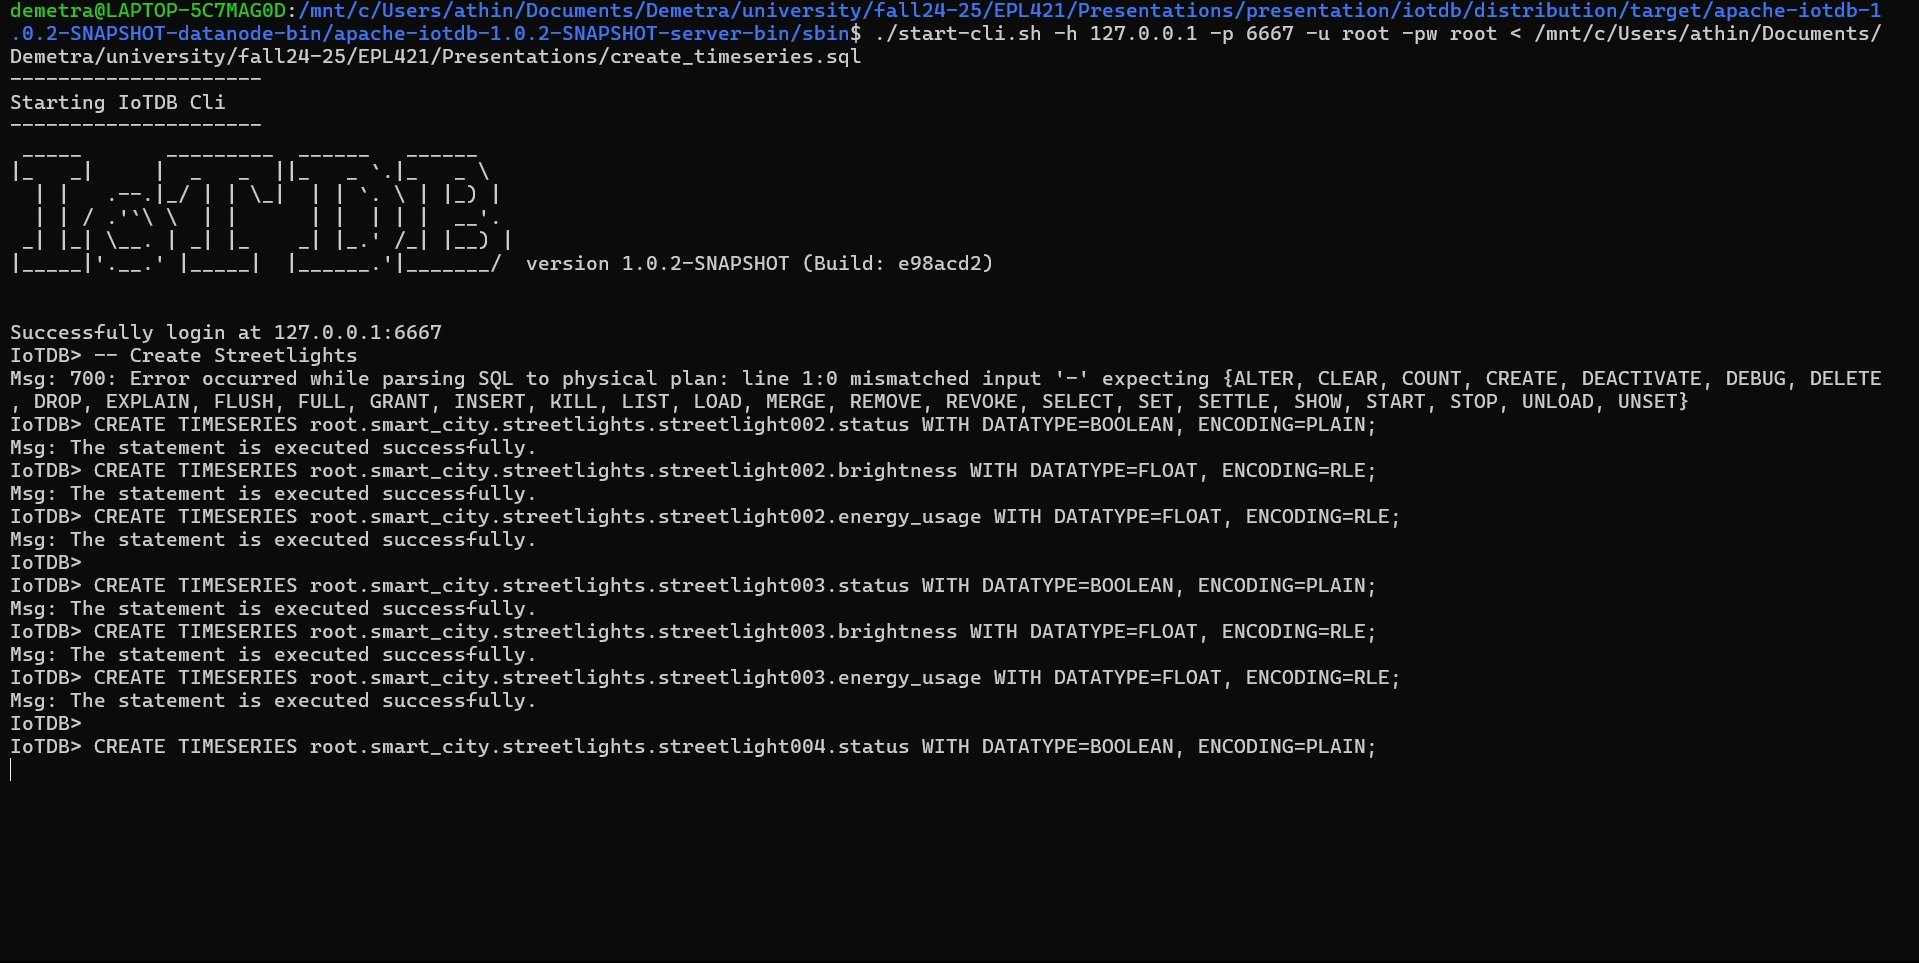 demetra@LAPTOP-5C7MAG0D:/mnt/c/Users/athin/Documents/Demetra/university/fall24-25/EPL421/Presentations/presentation/iotdb/distribution/target/apache-iotdb-1
.0.2-SNAPSHOT-datanode-bin/apache-iotdb-1.0.2-SNAPSHOT-server-bin/sbin$ ./start-cli.sh -h 127.0.0.1 -p 6667 -u root -pw root < /mnt/c/Users/athin/Documents/
Demetra/university/fall24-25/EPL421/Presentations/create_timeseries.sql
---------------------
Starting IoTDB Cli
---------------------
 _____       _________  ______   ______
|_   _|     |  _   _  ||_   _ `.|_   _ \
  | |   .--.|_/ | | \_|  | | `. \ | |_) |
  | | / .'`\ \  | |      | |  | | |  __'.
 _| |_| \__. | _| |_    _| |_.' /_| |__) |
|_____|'.__.' |_____|  |______.'|_______/  version 1.0.2-SNAPSHOT (Build: e98acd2)
Successfully login at 127.0.0.1:6667
IoTDB> -- Create Streetlights
Msg: 700: Error occurred while parsing SQL to physical plan: line 1:0 mismatched input '-' expecting {ALTER, CLEAR, COUNT, CREATE, DEACTIVATE, DEBUG, DELETE
, DROP, EXPLAIN, FLUSH, FULL, GRANT, INSERT, KILL, LIST, LOAD, MERGE, REMOVE, REVOKE, SELECT, SET, SETTLE, SHOW, START, STOP, UNLOAD, UNSET}
IoTDB> CREATE TIMESERIES root.smart_city.streetlights.streetlight002.status WITH DATATYPE=BOOLEAN, ENCODING=PLAIN;
Msg: The statement is executed successfully.
IoTDB> CREATE TIMESERIES root.smart_city.streetlights.streetlight002.brightness WITH DATATYPE=FLOAT, ENCODING=RLE;
Msg: The statement is executed successfully.
IoTDB> CREATE TIMESERIES root.smart_city.streetlights.streetlight002.energy_usage WITH DATATYPE=FLOAT, ENCODING=RLE;
Msg: The statement is executed successfully.
IoTDB>
IoTDB> CREATE TIMESERIES root.smart_city.streetlights.streetlight003.status WITH DATATYPE=BOOLEAN, ENCODING=PLAIN;
Msg: The statement is executed successfully.
IoTDB> CREATE TIMESERIES root.smart_city.streetlights.streetlight003.brightness WITH DATATYPE=FLOAT, ENCODING=RLE;
Msg: The statement is executed successfully.
IoTDB> CREATE TIMESERIES root.smart_city.streetlights.streetlight003.energy_usage WITH DATATYPE=FLOAT, ENCODING=RLE;
Msg: The statement is executed successfully.
IoTDB>
IoTDB> CREATE TIMESERIES root.smart_city.streetlights.streetlight004.status WITH DATATYPE=BOOLEAN, ENCODING=PLAIN;